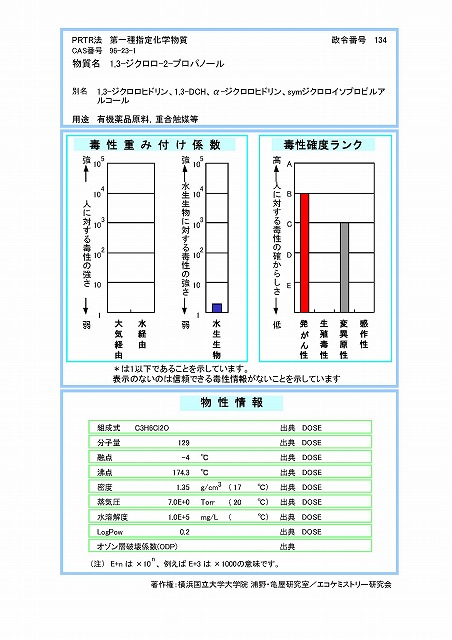 PRTR法 第一種指定化学物質 政令番号 134
CAS番号 96-23-1
物質名 1,3-ジクロロ-2-プロパノール
別名 1,3-ジクロロヒドリン、1,3-DCH、α-ジクロロヒドリン、symジクロロイソプロピルア
ルコール
用途 有機薬品原料，重合触媒等
毒性重み付け係数
強 10^5 10^4 10^3 10^2 10 1 弱
人に対する毒性の強さ
大気経由
水経由
強 10^5 10^4 10^3 10^2 10 1 弱
水生生物に対する毒性の強さ
水生生物
毒性確度ランク
高 A B C D E 低
人に対する毒性の確からしさ
発がん性
生殖毒性
変異原性
感作性
＊は1以下であることを示しています。
表示のないのは信頼できる毒性情報がないことを示しています
物性情報
組成式 C3H6Cl2O 出典 DOSE
分子量 129 出典 DOSE
融点 -4 ℃ 出典 DOSE
沸点 174.3 ℃ 出典 DOSE
密度 1.35 g/cm3 (17 ℃) 出典 DOSE
蒸気圧 7.0E+0 Torr (20 ℃) 出典 DOSE
水溶解度 1.0E+5 mg/L ( ℃) 出典 DOSE
LogPow 0.2 出典 DOSE
オゾン層破壊係数(ODP) 出典
（注） E+n は ×10^n、例えば E+3 は ×1000の意味です。
著作権：横浜国立大学大学院 浦野・亀屋研究室／エコケミストリー研究会